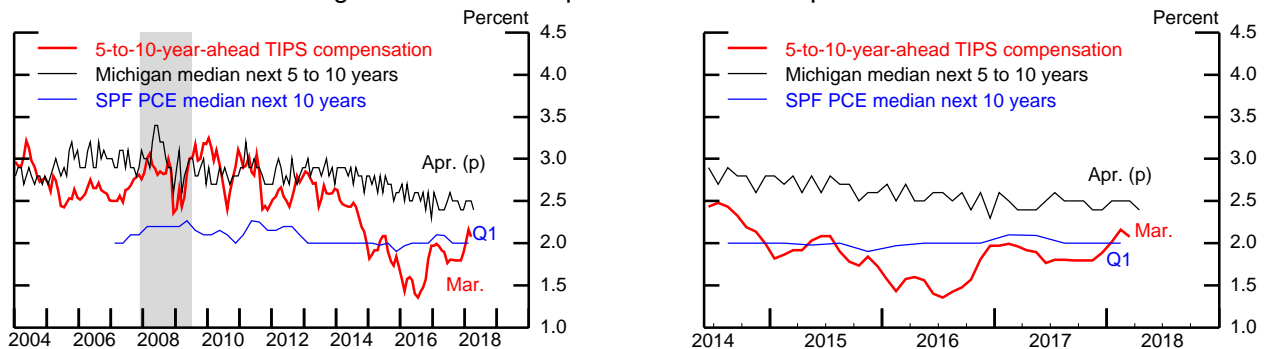 Percent
5-to-10-year-ahead TIPS compensation
Michigan median next 5 to 10 years
SPF PCE median next 10 years
4.5
4.0
3.5
3.0
2.5
2.0
1.5
1.0
Apr. (p)
Q1
Mar.
2004 2006 2008 2010 2012 2014 2016 2018
Percent
5-to-10-year-ahead TIPS compensation
Michigan median next 5 to 10 years
SPF PCE median next 10 years
4.5
4.0
3.5
3.0
2.5
2.0
1.5
1.0
Apr. (p)
Mar.
Q1
2014 2015 2016 2017 2018